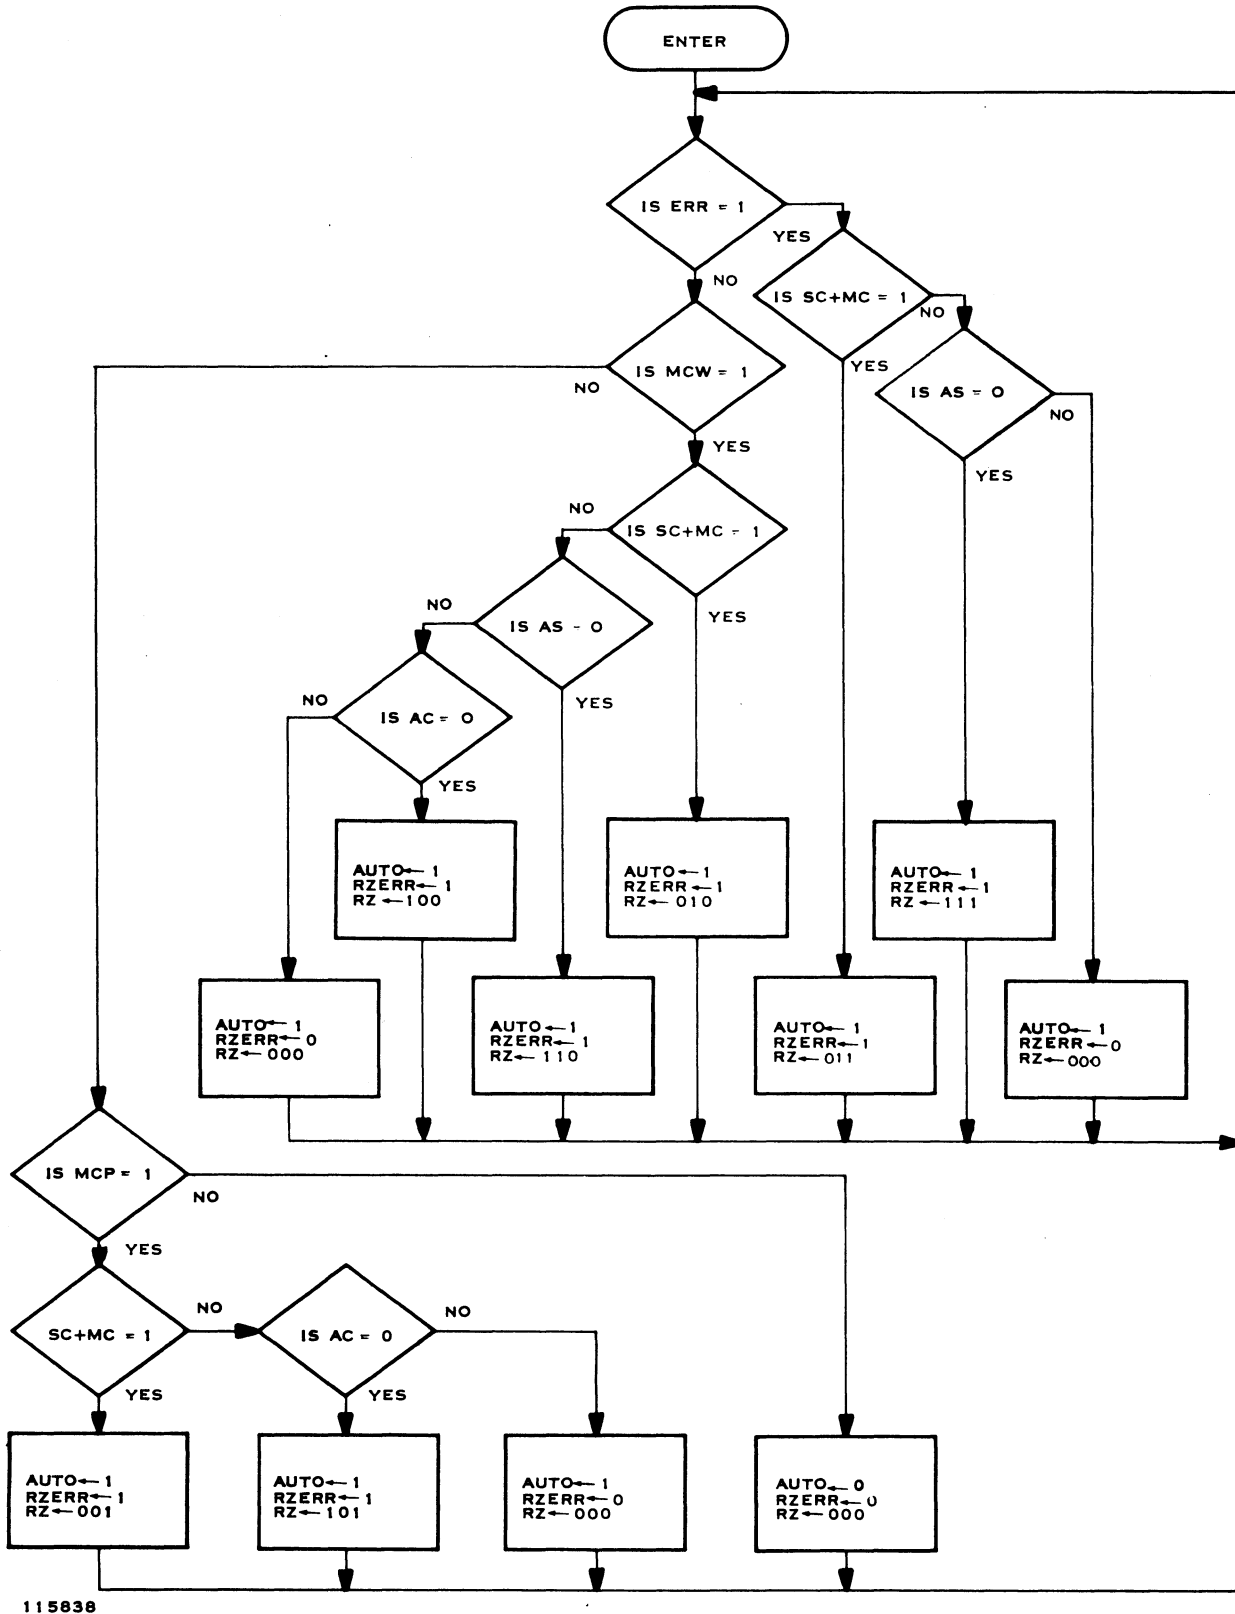 ENTER
IS ERR = 1
YES
NO
IS SC+MC = 1
NO
YES
IS MCW = 1
NO
YES
IS AS = 0
NO
YES
IS SC+MC = 1
NO
YES
IS AS - 0
NO
YES
IS AC = 0
NO
YES
AUTO← 1
RZERR← 1
RZ ←100
AUTO ← 1
RZERR ← 1
RZ ← 010
AUTO← 1
RZERR ← 1
RZ ← 111
AUTO← 1
RZERR← 0
RZ ← 000
AUTO ← 1
RZERR ← 1
RZ ← 110
AUTO ← 1
RZERR ← 1
RZ ← 011
AUTO← 1
RZERR ← 0
RZ ← 000
IS MCP = 1
NO
YES
SC+MC = 1
NO
YES
IS AC = 0
NO
YES
AUTO← 1
RZERR ← 1
RZ ← 001
AUTO← 1
RZERR ← 1
RZ ← 101
AUTO← 1
RZERR← 0
RZ ← 000
AUTO← 0
RZERR← 0
RZ ← 000
115838